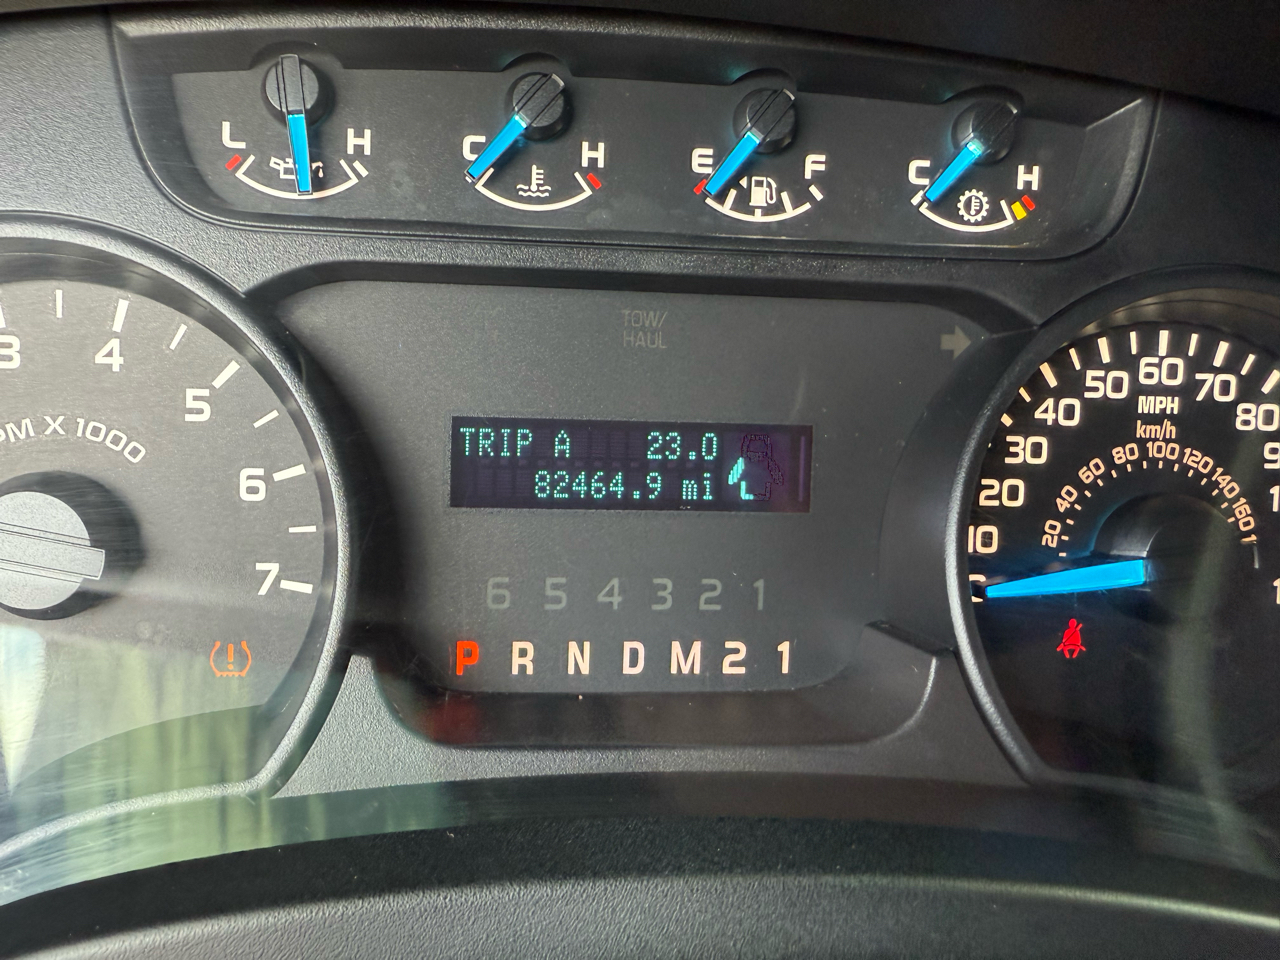 L H
C H
E F
C H
TOW/
HAUL
3 4 5 6 7
RPM X 1000
TRIP A 23.0
82464.9 mi
6 5 4 3 2 1
P R N D M 2 1
10 20 30 40 50 60 70 80
MPH
km/h
20 40 60 80 100 120 140 160